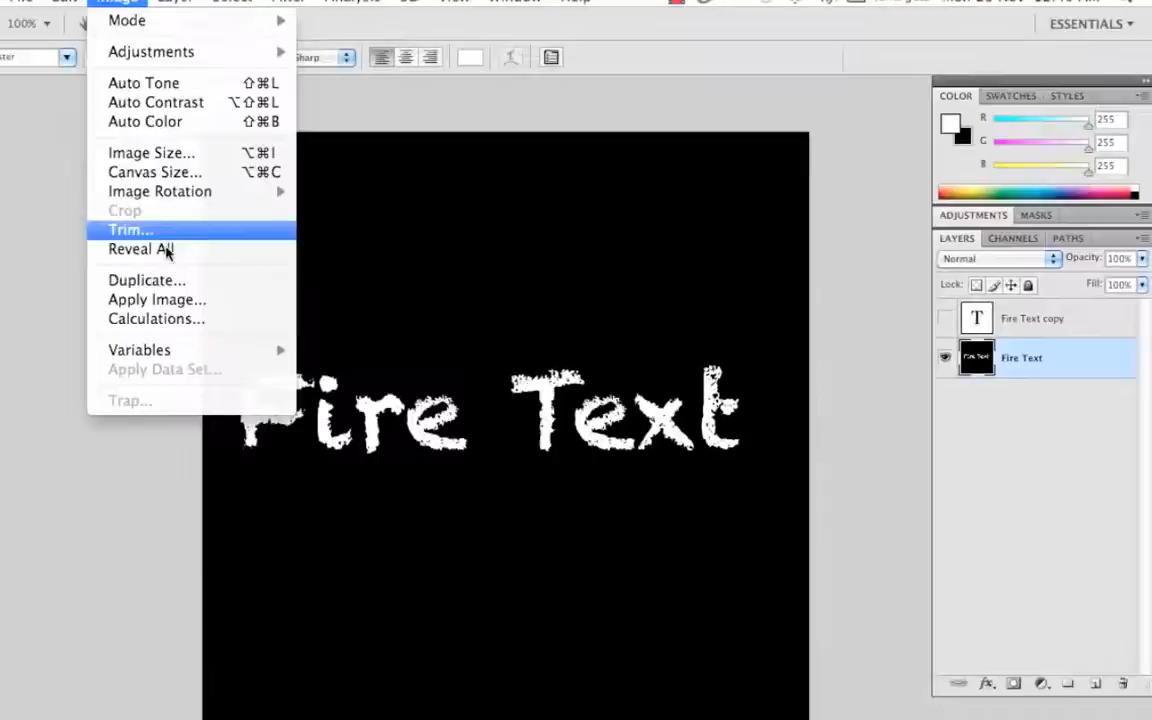 100%
ESSENTIALS
Sharp
Mode
Adjustments
Auto Tone ⇧⌘L
Auto Contrast ⌥⇧⌘L
Auto Color ⇧⌘B
Image Size... ⌥⌘I
Canvas Size... ⌥⌘C
Image Rotation
Crop
Trim...
Reveal All
Duplicate...
Apply Image...
Calculations...
Variables
Apply Data Set...
Trap...
Fire Text
COLOR SWATCHES STYLES
R 255
G 255
B 255
ADJUSTMENTS MASKS
LAYERS CHANNELS PATHS
Normal Opacity: 100%
Lock: Fill: 100%
T Fire Text copy
Fire Text Fire Text